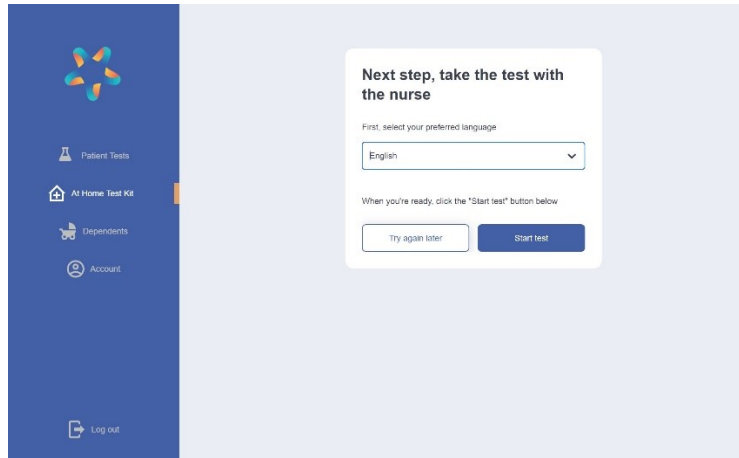 Patient Tests
At Home Test Kit
Dependents
Account
Log out
Next step, take the test with
the nurse
First, select your preferred language
English
When you're ready, click the "Start test" button below
Try again later
Start test